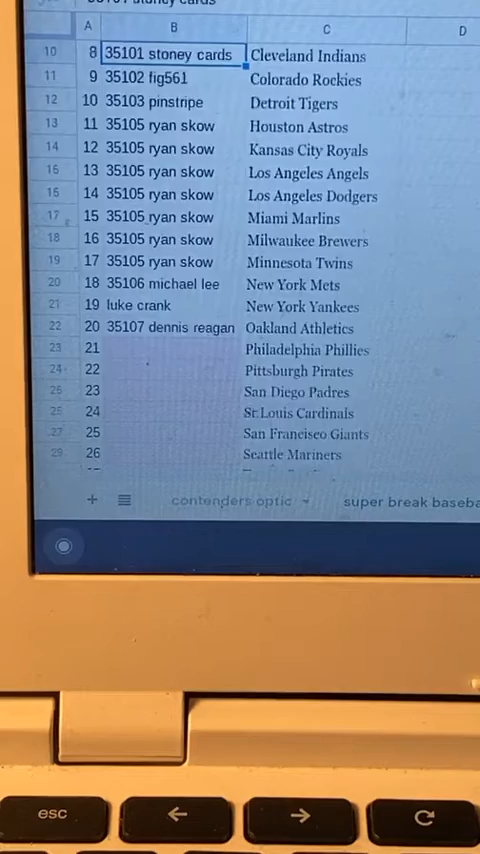 A B C D
10 8 35101 stoney cards Cleveland Indians
11 9 35102 fig561 Colorado Rockies
12 10 35103 pinstripe Detroit Tigers
13 11 35105 ryan skow Houston Astros
14 12 35105 ryan skow Kansas City Royals
13 35105 ryan skow Los Angeles Angels
14 35105 ryan skow Los Angeles Dodgers
17 15 35105 ryan skow Miami Marlins
18 16 35105 ryan skow Milwaukee Brewers
19 17 35105 ryan skow Minnesota Twins
20 18 35106 michael lee New York Mets
21 19 luke crank New York Yankees
22 20 35107 dennis reagan Oakland Athletics
23 21 Philadelphia Phillies
24 22 Pittsburgh Pirates
23 San Diego Padres
24 St Louis Cardinals
27 25 San Francisco Giants
26 Seattle Mariners
+ contenders optic super break baseba
esc